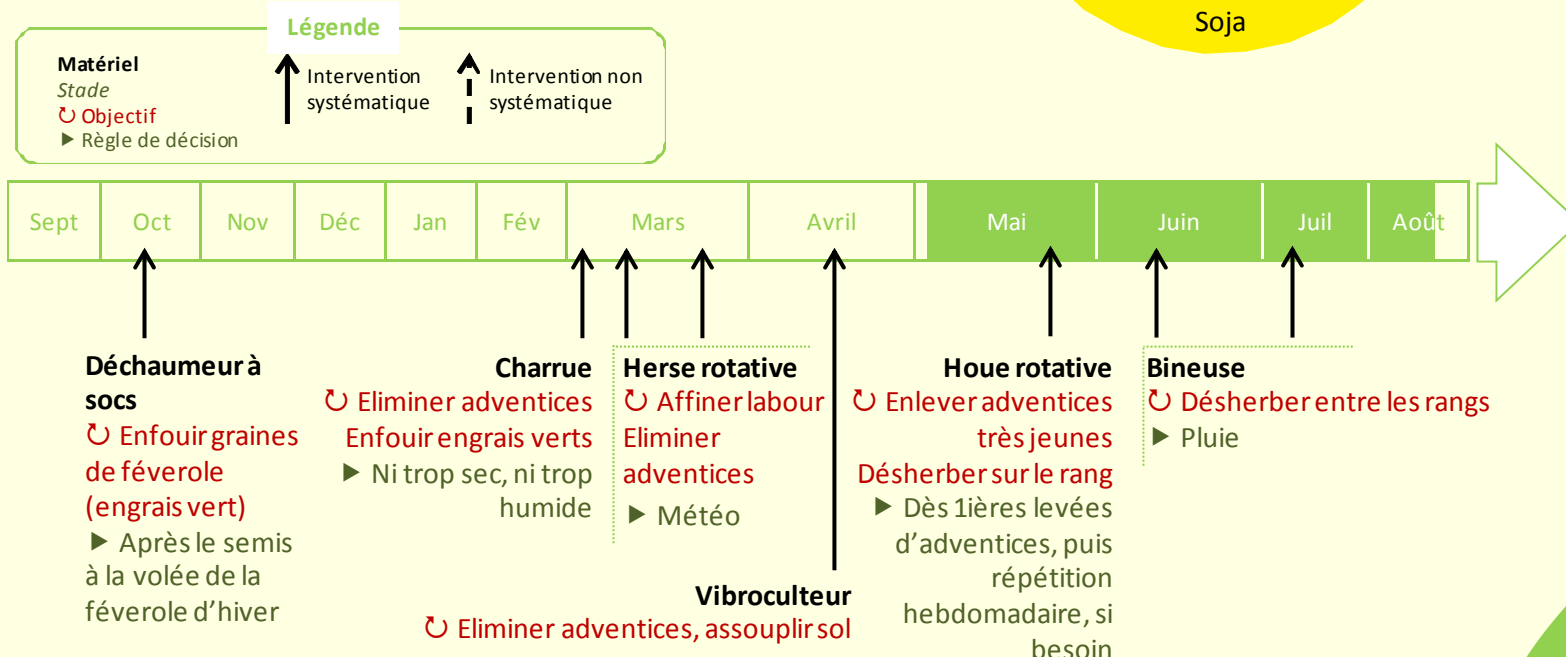 Soja
Légende
Matériel
Stade
↻ Objectif
► Règle de décision
Intervention
systématique
Intervention non
systématique
Sept Oct Nov Déc Jan Fév Mars Avril Mai Juin Juil Août
Déchaumeur à
socs
↻ Enfouir graines
de féverole
(engrais vert)
► Après le semis
à la volée de la
féverole d’hiver
Charrue
↻ Eliminer adventices
Enfouir engrais verts
► Ni trop sec, ni trop
humide
Herse rotative
↻ Affiner labour
Eliminer
adventices
► Météo
Vibroculteur
↻ Eliminer adventices, assouplir sol
Houe rotative
↻ Enlever adventices
très jeunes
Désherber sur le rang
► Dès 1ières levées
d’adventices, puis
répétition
hebdomadaire, si
besoin
Bineuse
↻ Désherber entre les rangs
► Pluie